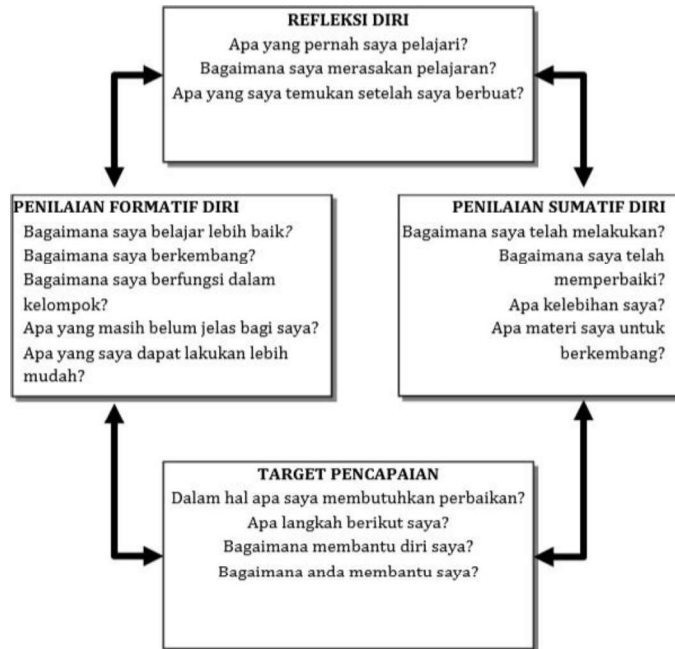 REFLEKSI DIRI
Apa yang pernah saya pelajari?
Bagaimana saya merasakan pelajaran?
Apa yang saya temukan setelah saya berbuat?
PENILAIAN FORMATIF DIRI
Bagaimana saya belajar lebih baik?
Bagaimana saya berkembang?
Bagaimana saya berfungsi dalam
kelompok?
Apa yang masih belum jelas bagi saya?
Apa yang saya dapat lakukan lebih
mudah?
PENILAIAN SUMATIF DIRI
Bagaimana saya telah melakukan?
Bagaimana saya telah
memperbaiki?
Apa kelebihan saya?
Apa materi saya untuk
berkembang?
TARGET PENCAPAIAN
Dalam hal apa saya membutuhkan perbaikan?
Apa langkah berikut saya?
Bagaimana membantu diri saya?
Bagaimana anda membantu saya?